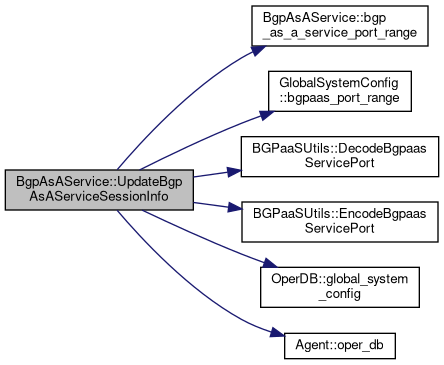 BgpAsAService::bgp
_as_a_service_port_range
GlobalSystemConfig
::bgpaas_port_range
BGPaaSUtils::DecodeBgpaas
ServicePort
BgpAsAService::UpdateBgp
AsAServiceSessionInfo
BGPaaSUtils::EncodeBgpaas
ServicePort
OperDB::global_system
_config
Agent::oper_db